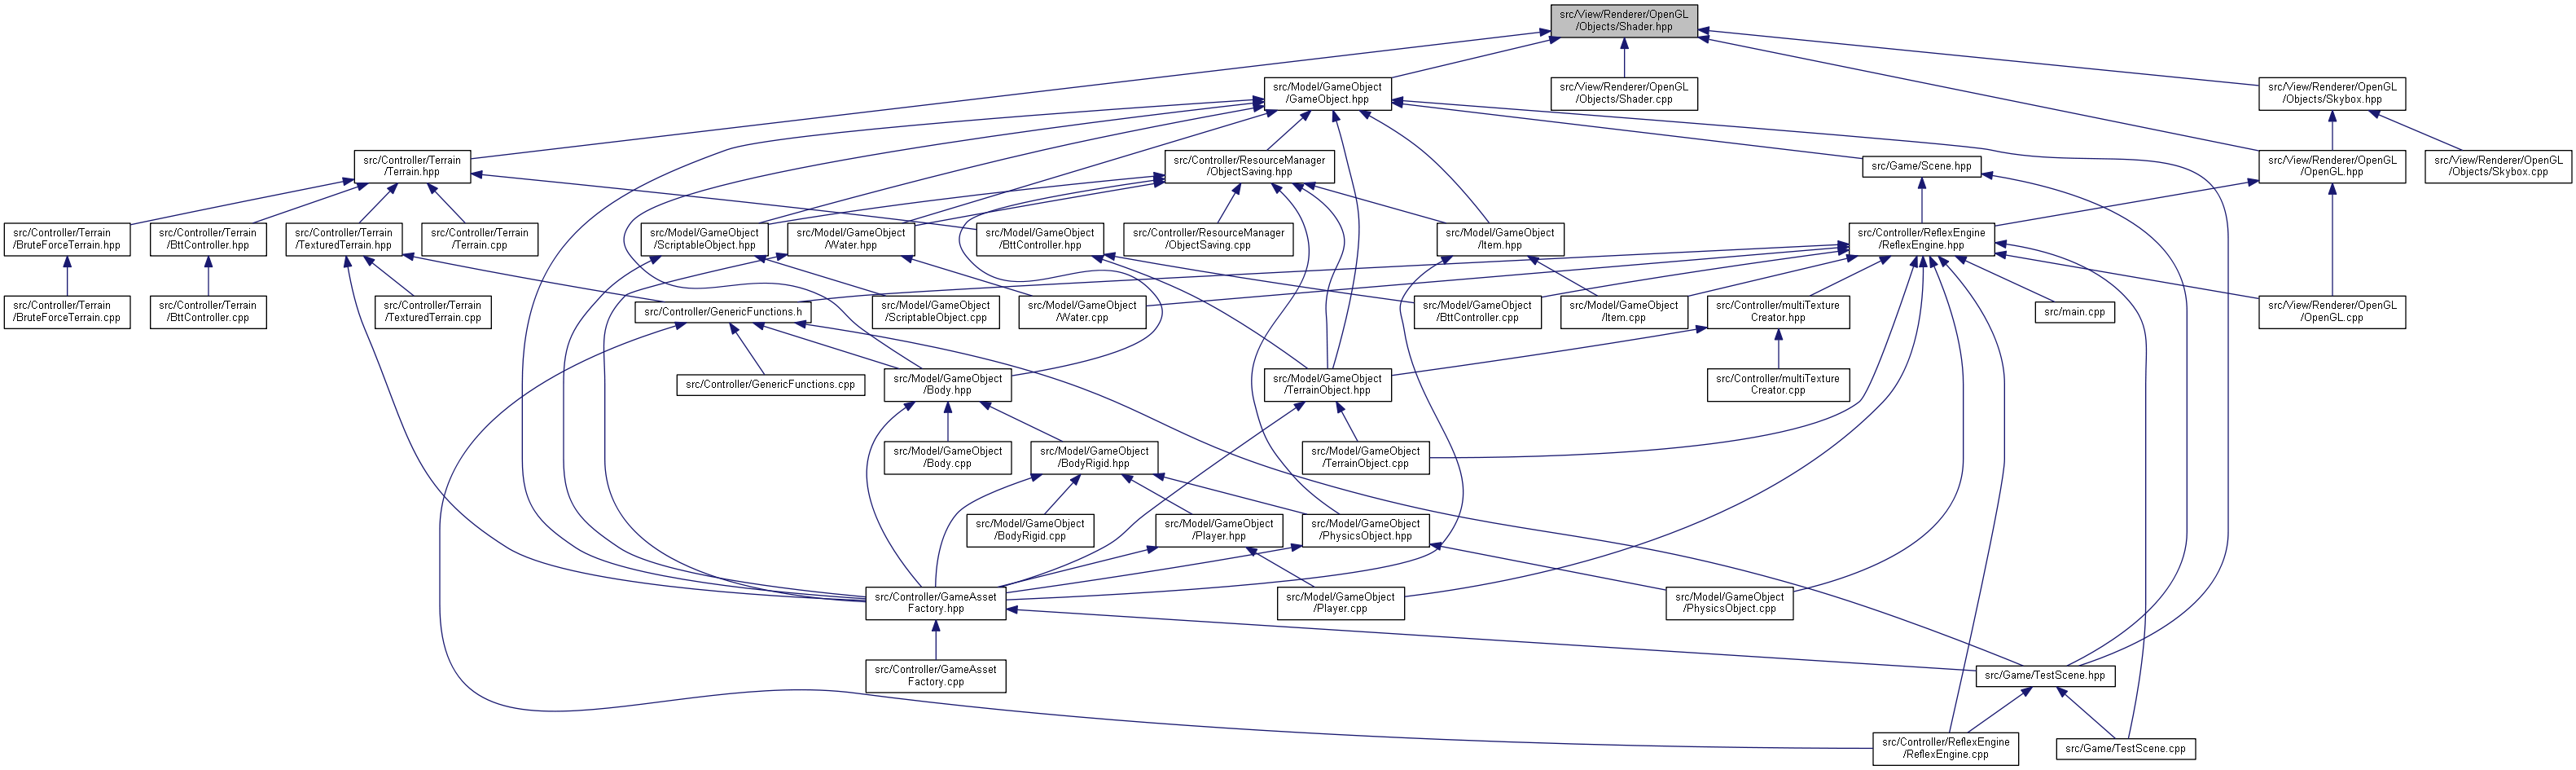 src/View/Renderer/OpenGL
/Objects/Shader.hpp
src/Model/GameObject
/GameObject.hpp
src/View/Renderer/OpenGL
/Objects/Shader.cpp
src/View/Renderer/OpenGL
/Objects/Skybox.hpp
src/Controller/Terrain
/Terrain.hpp
src/Controller/ResourceManager
/ObjectSaving.hpp
src/Game/Scene.hpp
src/View/Renderer/OpenGL
/OpenGL.hpp
src/View/Renderer/OpenGL
/Objects/Skybox.cpp
src/Controller/Terrain
/BruteForceTerrain.hpp
src/Controller/Terrain
/BttController.hpp
src/Controller/Terrain
/TexturedTerrain.hpp
src/Controller/Terrain
/Terrain.cpp
src/Model/GameObject
/ScriptableObject.hpp
src/Model/GameObject
/Water.hpp
src/Model/GameObject
/BttController.hpp
src/Controller/ResourceManager
/ObjectSaving.cpp
src/Model/GameObject
/Item.hpp
src/Controller/ReflexEngine
/ReflexEngine.hpp
src/Controller/Terrain
/BruteForceTerrain.cpp
src/Controller/Terrain
/BttController.cpp
src/Controller/Terrain
/TexturedTerrain.cpp
src/Controller/GenericFunctions.h
src/Model/GameObject
/ScriptableObject.cpp
src/Model/GameObject
/Water.cpp
src/Model/GameObject
/BttController.cpp
src/Model/GameObject
/Item.cpp
src/Controller/multiTexture
Creator.hpp
src/main.cpp
src/View/Renderer/OpenGL
/OpenGL.cpp
src/Controller/GenericFunctions.cpp
src/Model/GameObject
/Body.hpp
src/Model/GameObject
/TerrainObject.hpp
src/Controller/multiTexture
Creator.cpp
src/Model/GameObject
/Body.cpp
src/Model/GameObject
/BodyRigid.hpp
src/Model/GameObject
/TerrainObject.cpp
src/Model/GameObject
/BodyRigid.cpp
src/Model/GameObject
/Player.hpp
src/Model/GameObject
/PhysicsObject.hpp
src/Controller/GameAsset
Factory.hpp
src/Model/GameObject
/Player.cpp
src/Model/GameObject
/PhysicsObject.cpp
src/Controller/GameAsset
Factory.cpp
src/Game/TestScene.hpp
src/Controller/ReflexEngine
/ReflexEngine.cpp
src/Game/TestScene.cpp